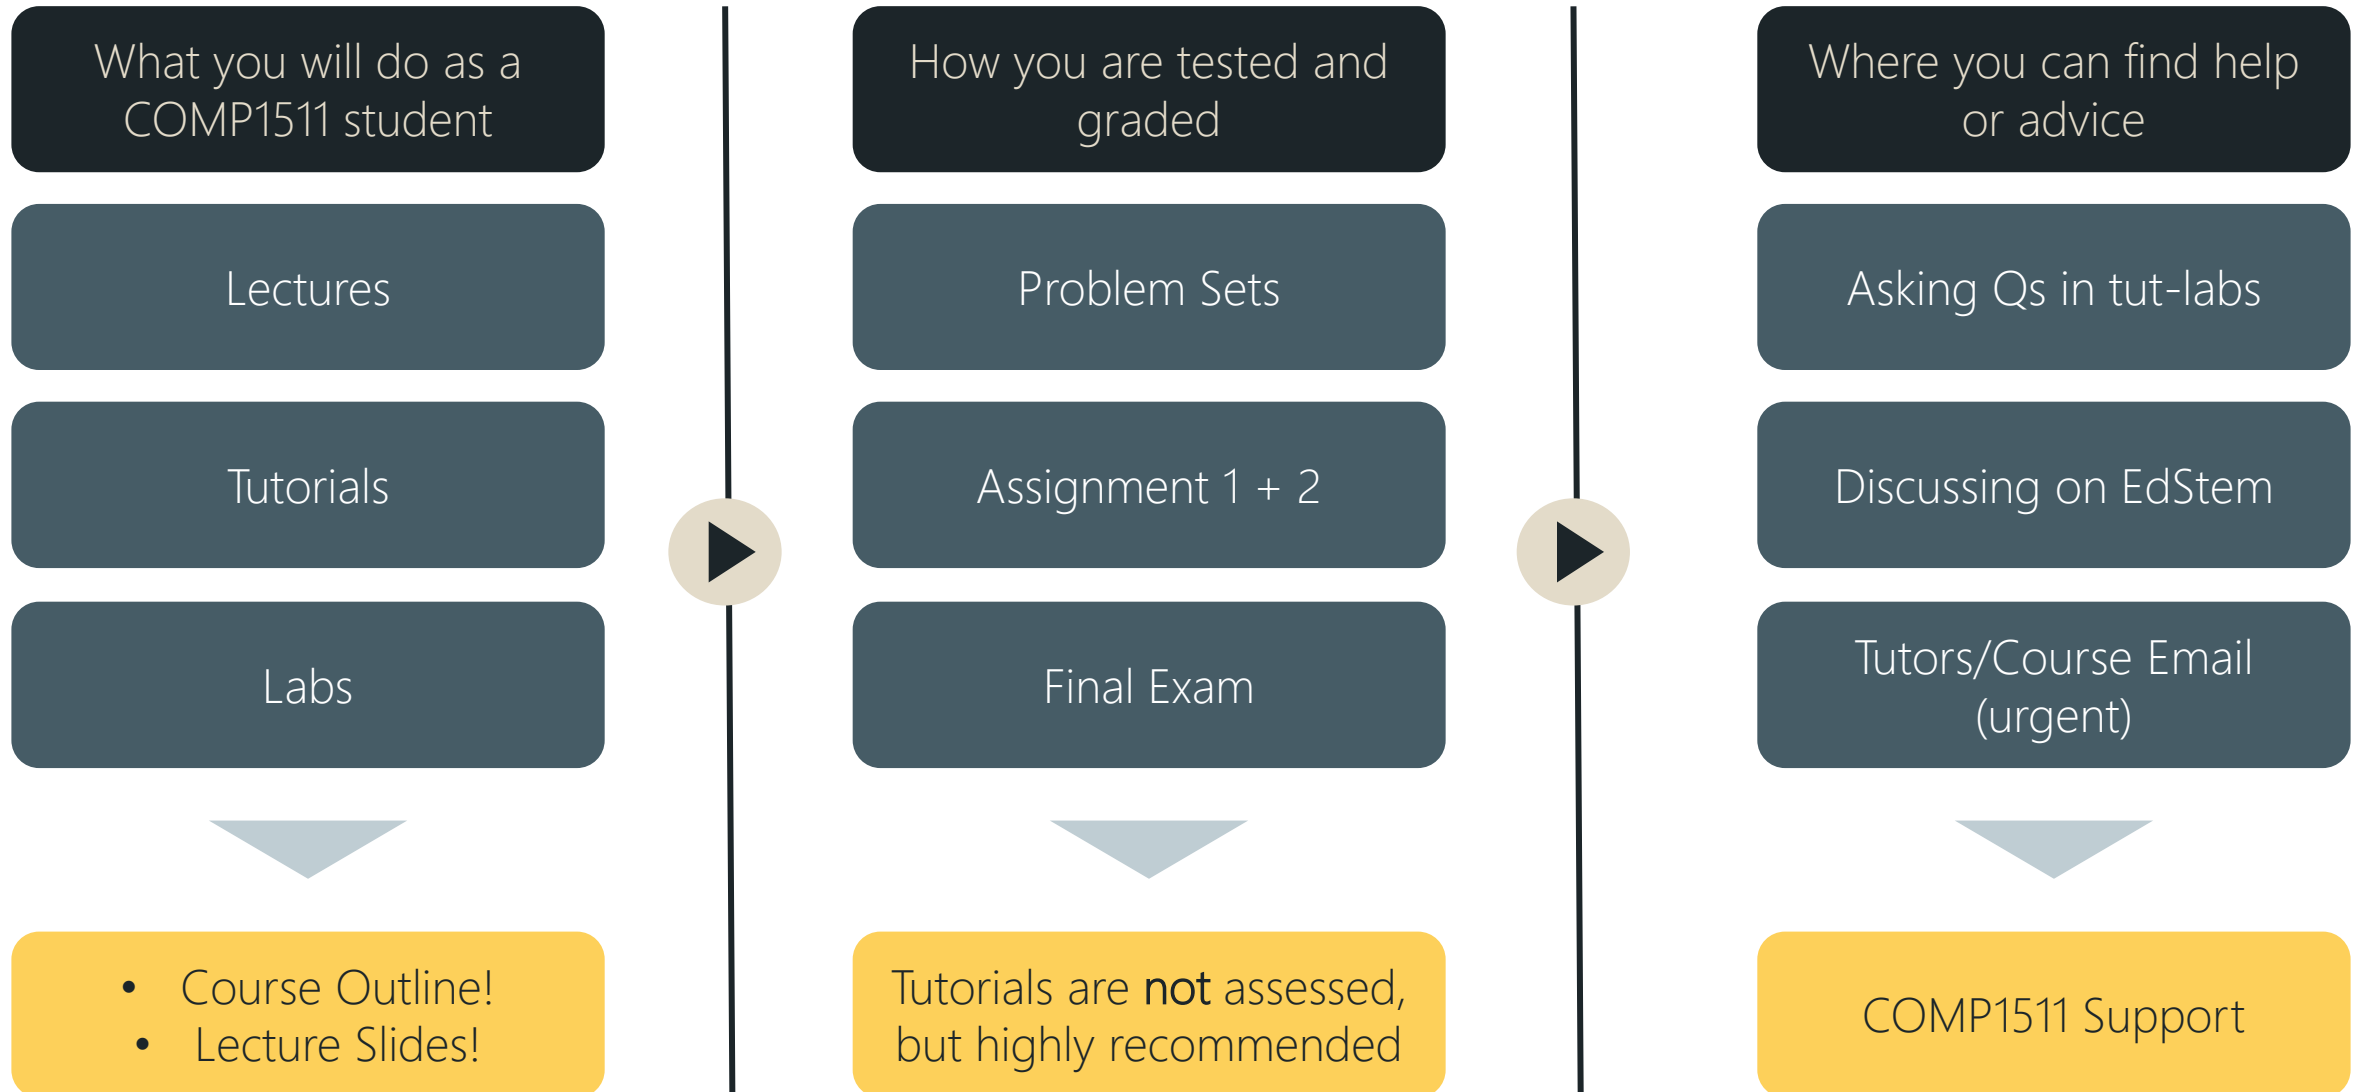 What you will do as a
COMP1511 student
Lectures
Tutorials
Labs
• Course Outline!
• Lecture Slides!
How you are tested and
graded
Problem Sets
Assignment 1 + 2
Final Exam
Tutorials are not assessed,
but highly recommended
Where you can find help
or advice
Asking Qs in tut-labs
Discussing on EdStem
Tutors/Course Email
(urgent)
COMP1511 Support